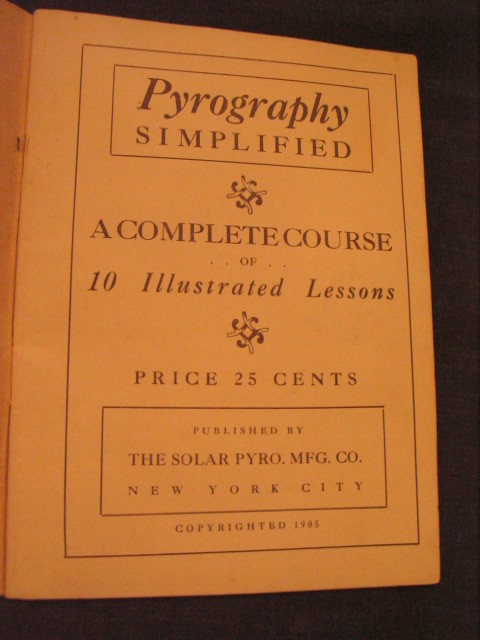 Pyrography
SIMPLIFIED
A COMPLETE COURSE
. . OF . .
10 Illustrated Lessons
PRICE 25 CENTS
PUBLISHED BY
THE SOLAR PYRO. MFG. CO.
NEW YORK CITY
COPYRIGHTED 1905